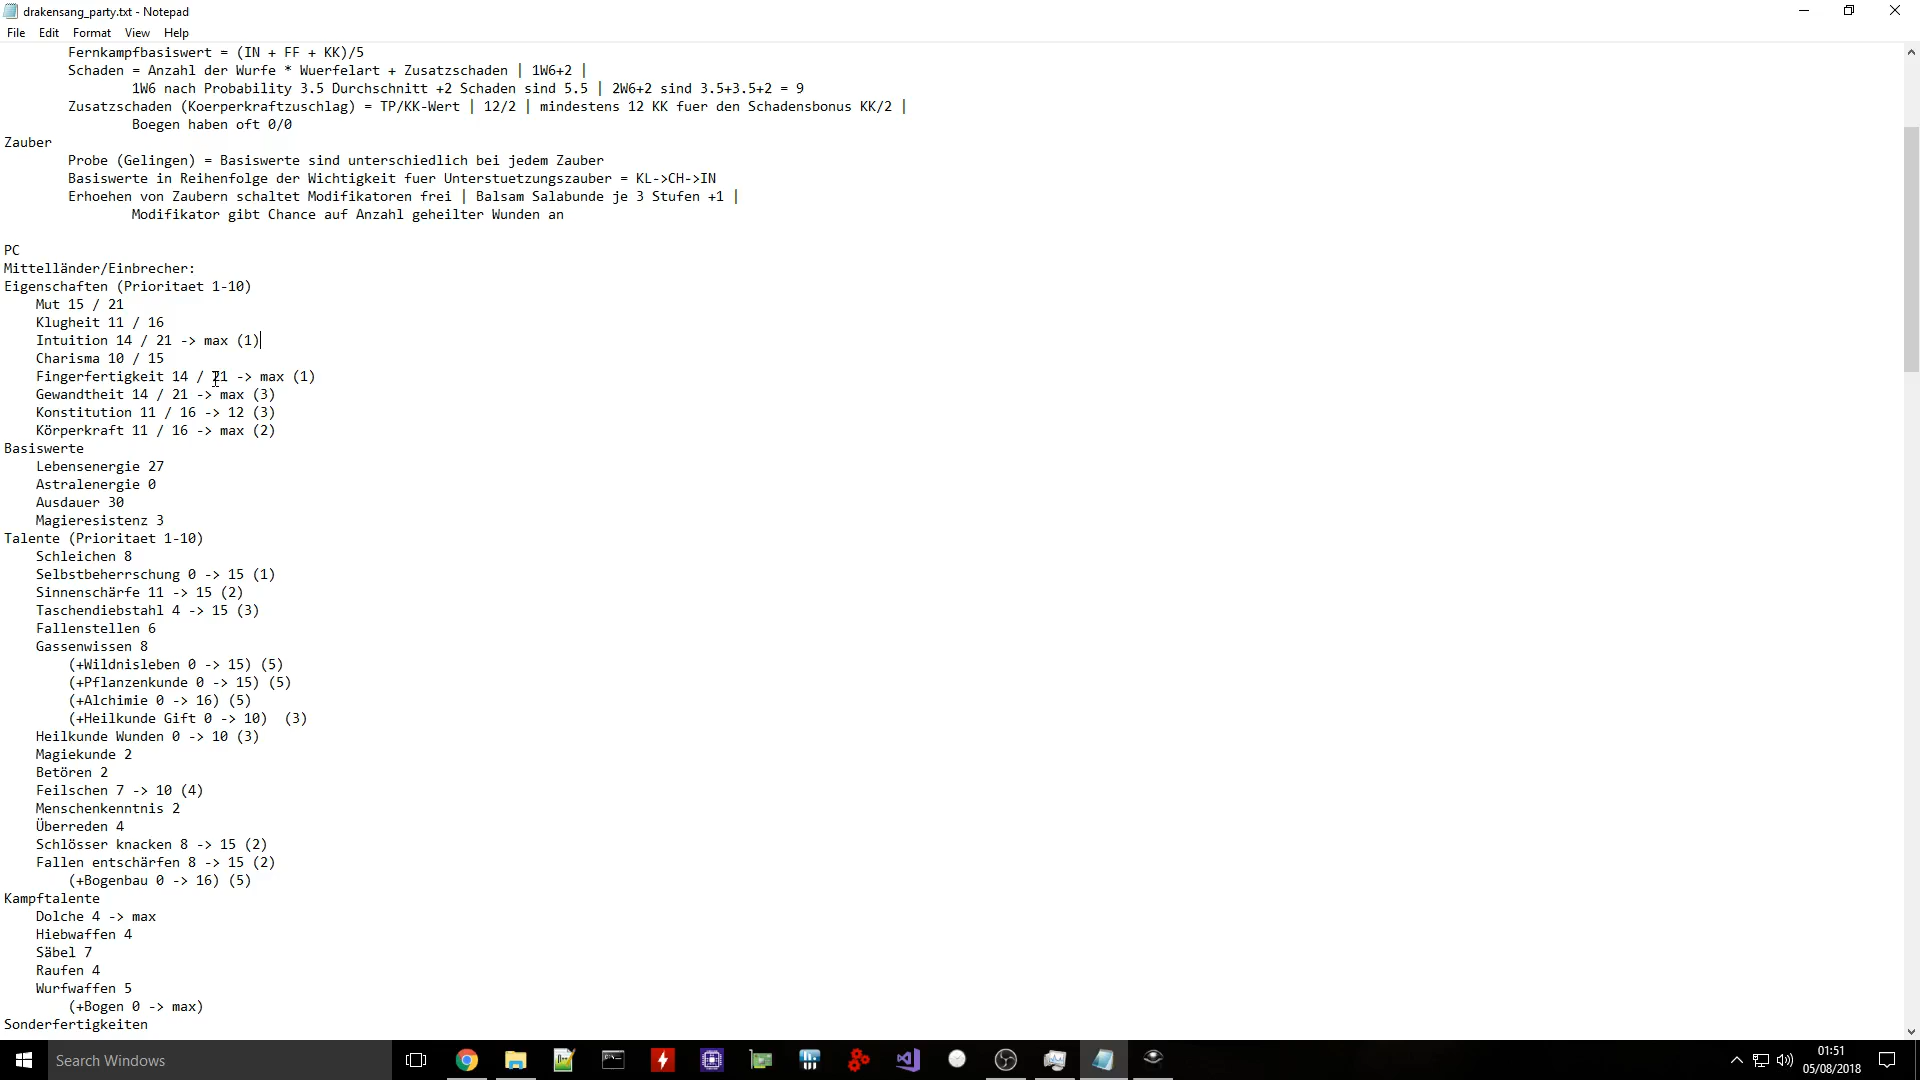 drakensang_party.txt - Notepad
File Edit Format View Help
Fernkampfbasiswert = (IN + FF + KK)/5
Schaden = Anzahl der Wurfe * Wuerfelart + Zusatzschaden | 1W6+2 |
1W6 nach Probability 3.5 Durchschnitt +2 Schaden sind 5.5 | 2W6+2 sind 3.5+3.5+2 = 9
Zusatzschaden (Koerperkraftzuschlag) = TP/KK-Wert | 12/2 | mindestens 12 KK fuer den Schadensbonus KK/2 |
Boegen haben oft 0/0
Zauber
Probe (Gelingen) = Basiswerte sind unterschiedlich bei jedem Zauber
Basiswerte in Reihenfolge der Wichtigkeit fuer Unterstuetzungszauber = KL->CH->IN
Erhoehen von Zaubern schaltet Modifikatoren frei | Balsam Salabunde je 3 Stufen +1 |
Modifikator gibt Chance auf Anzahl geheilter Wunden an
PC
Mittelländer/Einbrecher:
Eigenschaften (Prioritaet 1-10)
Mut 15 / 21
Klugheit 11 / 16
Intuition 14 / 21 -> max (1)
Charisma 10 / 15
Fingerfertigkeit 14 / 21 -> max (1)
Gewandtheit 14 / 21 -> max (3)
Konstitution 11 / 16 -> 12 (3)
Körperkraft 11 / 16 -> max (2)
Basiswerte
Lebensenergie 27
Astralenergie 0
Ausdauer 30
Magieresistenz 3
Talente (Prioritaet 1-10)
Schleichen 8
Selbstbeherrschung 0 -> 15 (1)
Sinnenschärfe 11 -> 15 (2)
Taschendiebstahl 4 -> 15 (3)
Fallenstellen 6
Gassenwissen 8
(+Wildnisleben 0 -> 15) (5)
(+Pflanzenkunde 0 -> 15) (5)
(+Alchimie 0 -> 16) (5)
(+Heilkunde Gift 0 -> 10)  (3)
Heilkunde Wunden 0 -> 10 (3)
Magiekunde 2
Betören 2
Feilschen 7 -> 10 (4)
Menschenkenntnis 2
Überreden 4
Schlösser knacken 8 -> 15 (2)
Fallen entschärfen 8 -> 15 (2)
(+Bogenbau 0 -> 16) (5)
Kampftalente
Dolche 4 -> max
Hiebwaffen 4
Säbel 7
Raufen 4
Wurfwaffen 5
(+Bogen 0 -> max)
Sonderfertigkeiten
Search Windows
01:51
05/08/2018